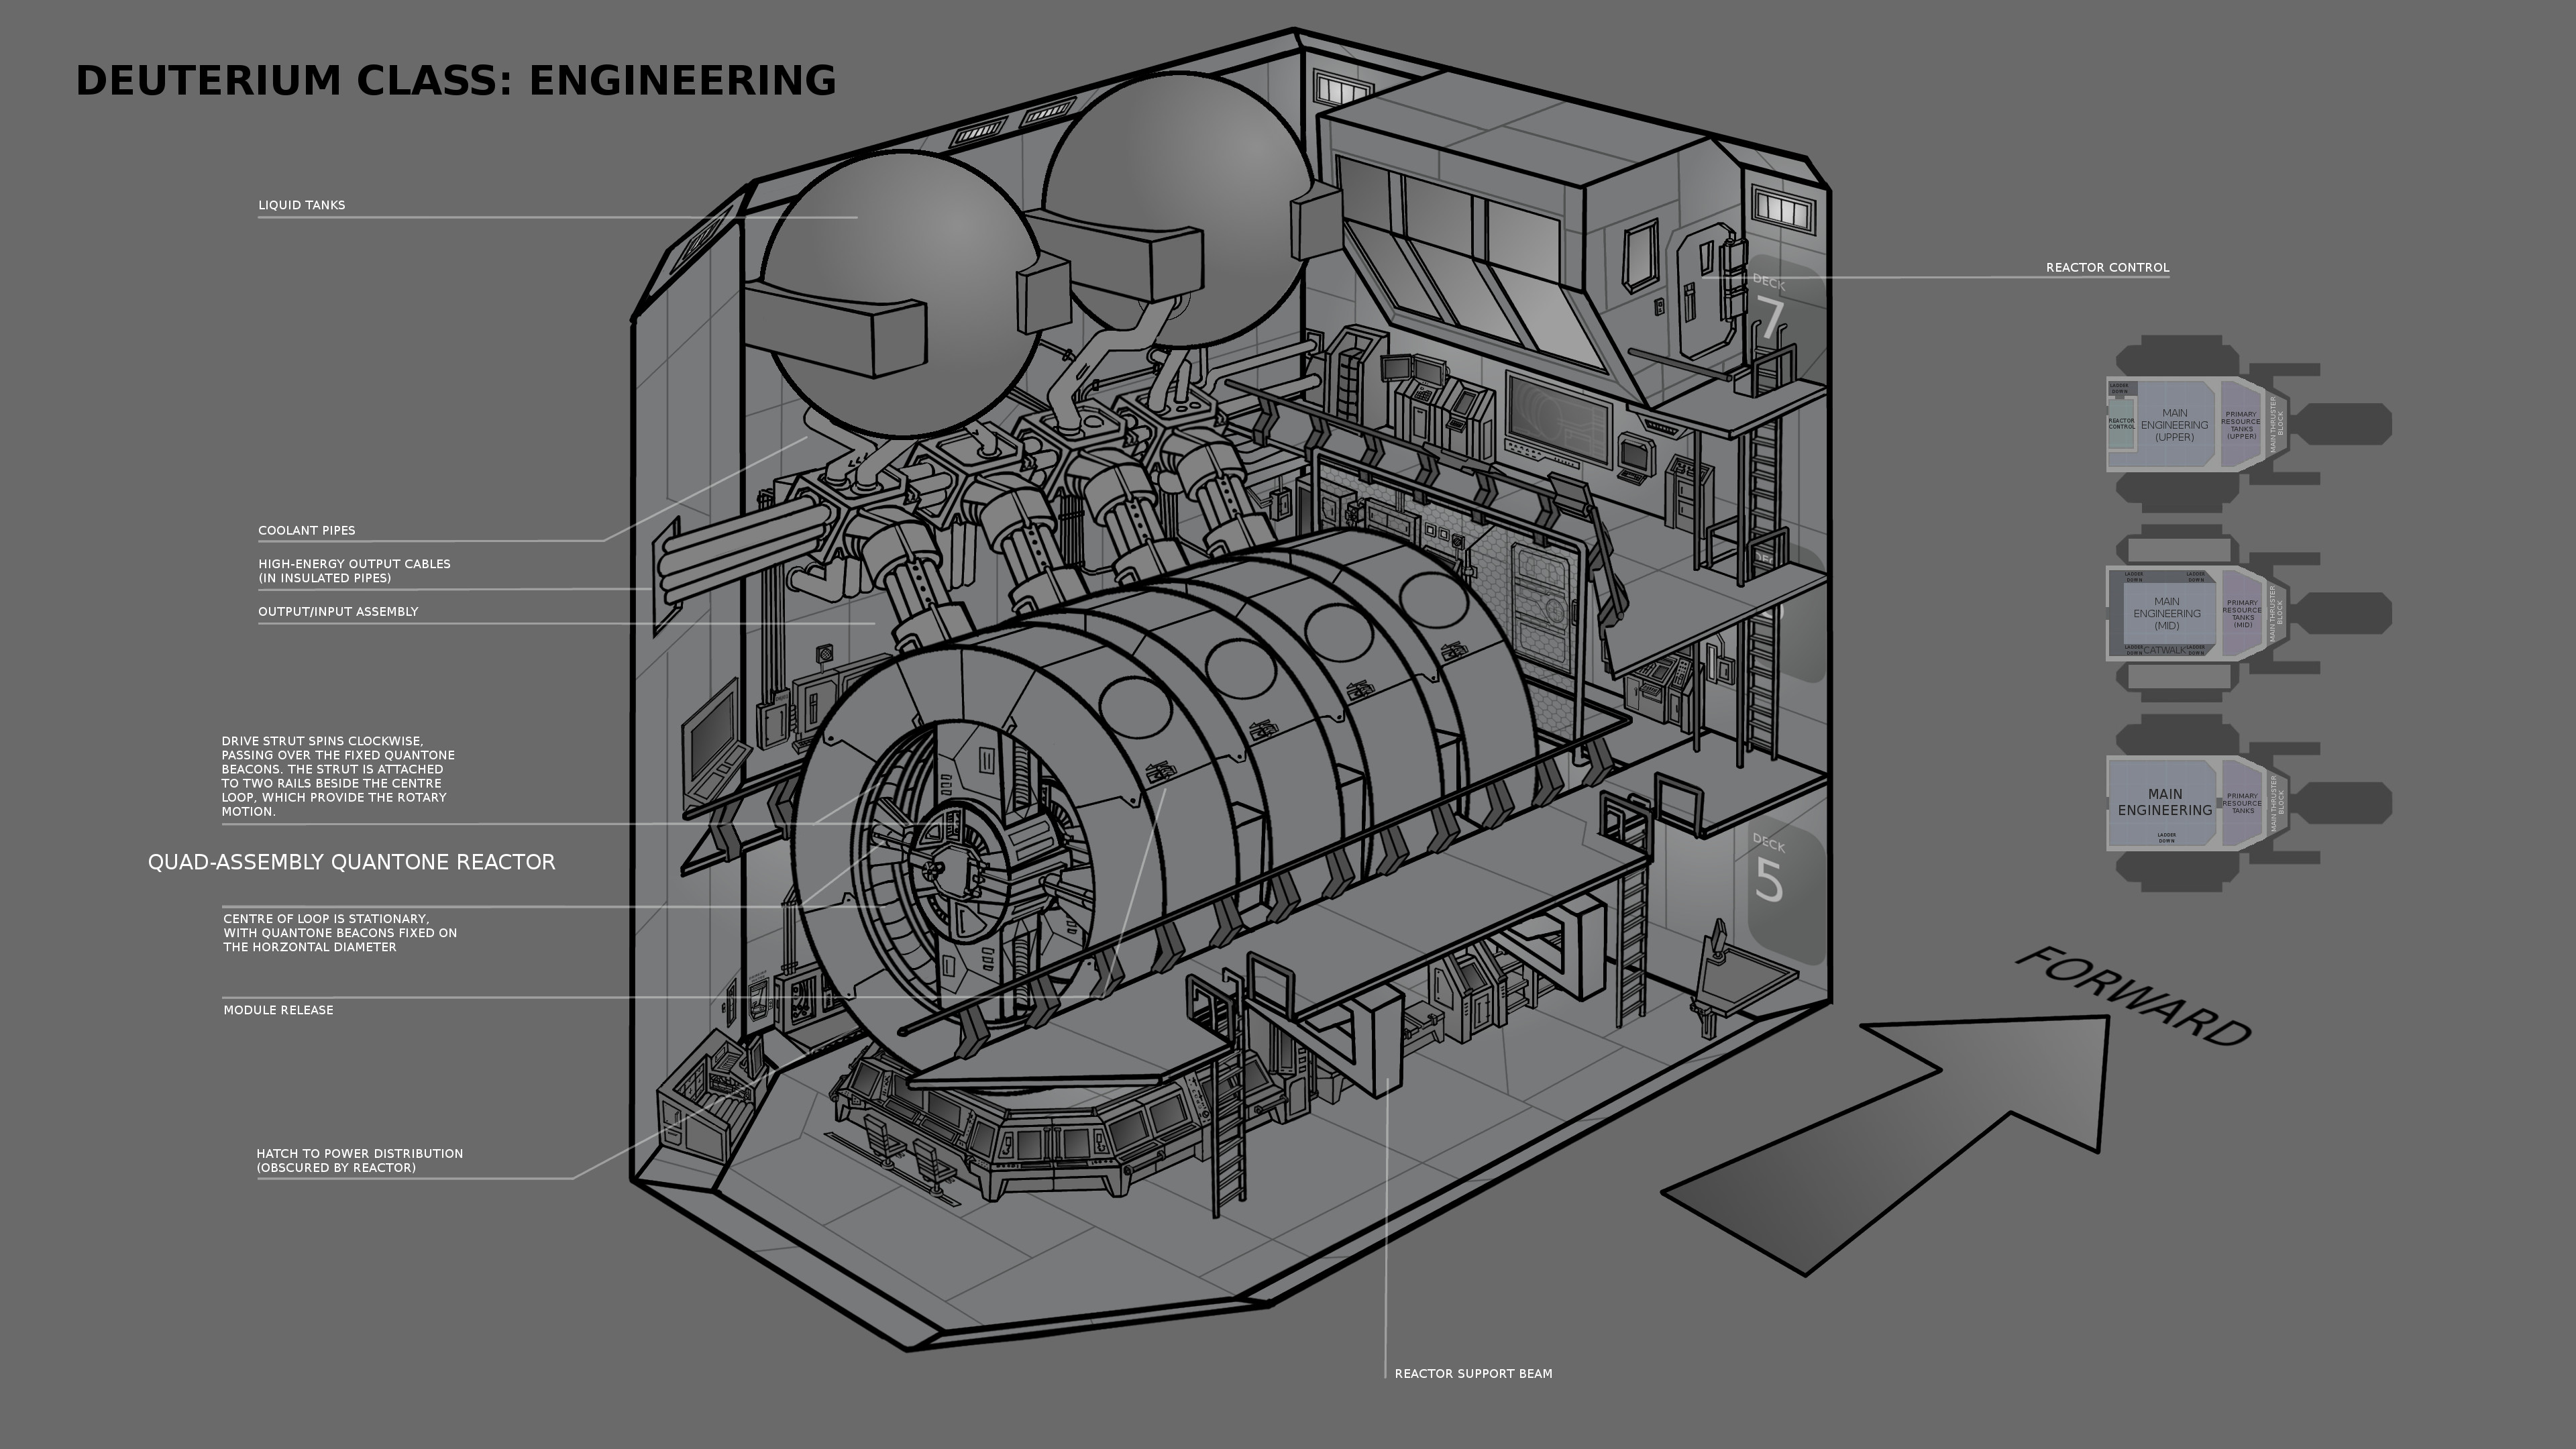 DEUTERIUM CLASS: ENGINEERING
LIQUID TANKS
COOLANT PIPES
HIGH-ENERGY OUTPUT CABLES
(IN INSULATED PIPES)
OUTPUT/INPUT ASSEMBLY
DRIVE STRUT SPINS CLOCKWISE,
PASSING OVER THE FIXED QUANTONE
BEACONS. THE STRUT IS ATTACHED
TO TWO RAILS BESIDE THE CENTRE
LOOP, WHICH PROVIDE THE ROTARY
MOTION.
QUAD-ASSEMBLY QUANTONE REACTOR
CENTRE OF LOOP IS STATIONARY,
WITH QUANTONE BEACONS FIXED ON
THE HORZONTAL DIAMETER
MODULE RELEASE
HATCH TO POWER DISTRIBUTION
(OBSCURED BY REACTOR)
REACTOR SUPPORT BEAM
DECK
7
DECK
5
REACTOR CONTROL
LADDER
DOWN
REACTOR
CONTROL
MAIN
ENGINEERING
(UPPER)
PRIMARY
RESOURCE
TANKS
(UPPER)
MAIN THRUSTER
BLOCK
LADDER
DOWN
LADDER
DOWN
MAIN
ENGINEERING
(MID)
LADDER
DOWN
CATWALK
LADDER
DOWN
PRIMARY
RESOURCE
TANKS
(MID)
MAIN THRUSTER
BLOCK
MAIN
ENGINEERING
LADDER
DOWN
PRIMARY
RESOURCE
TANKS
MAIN THRUSTER
BLOCK
FORWARD